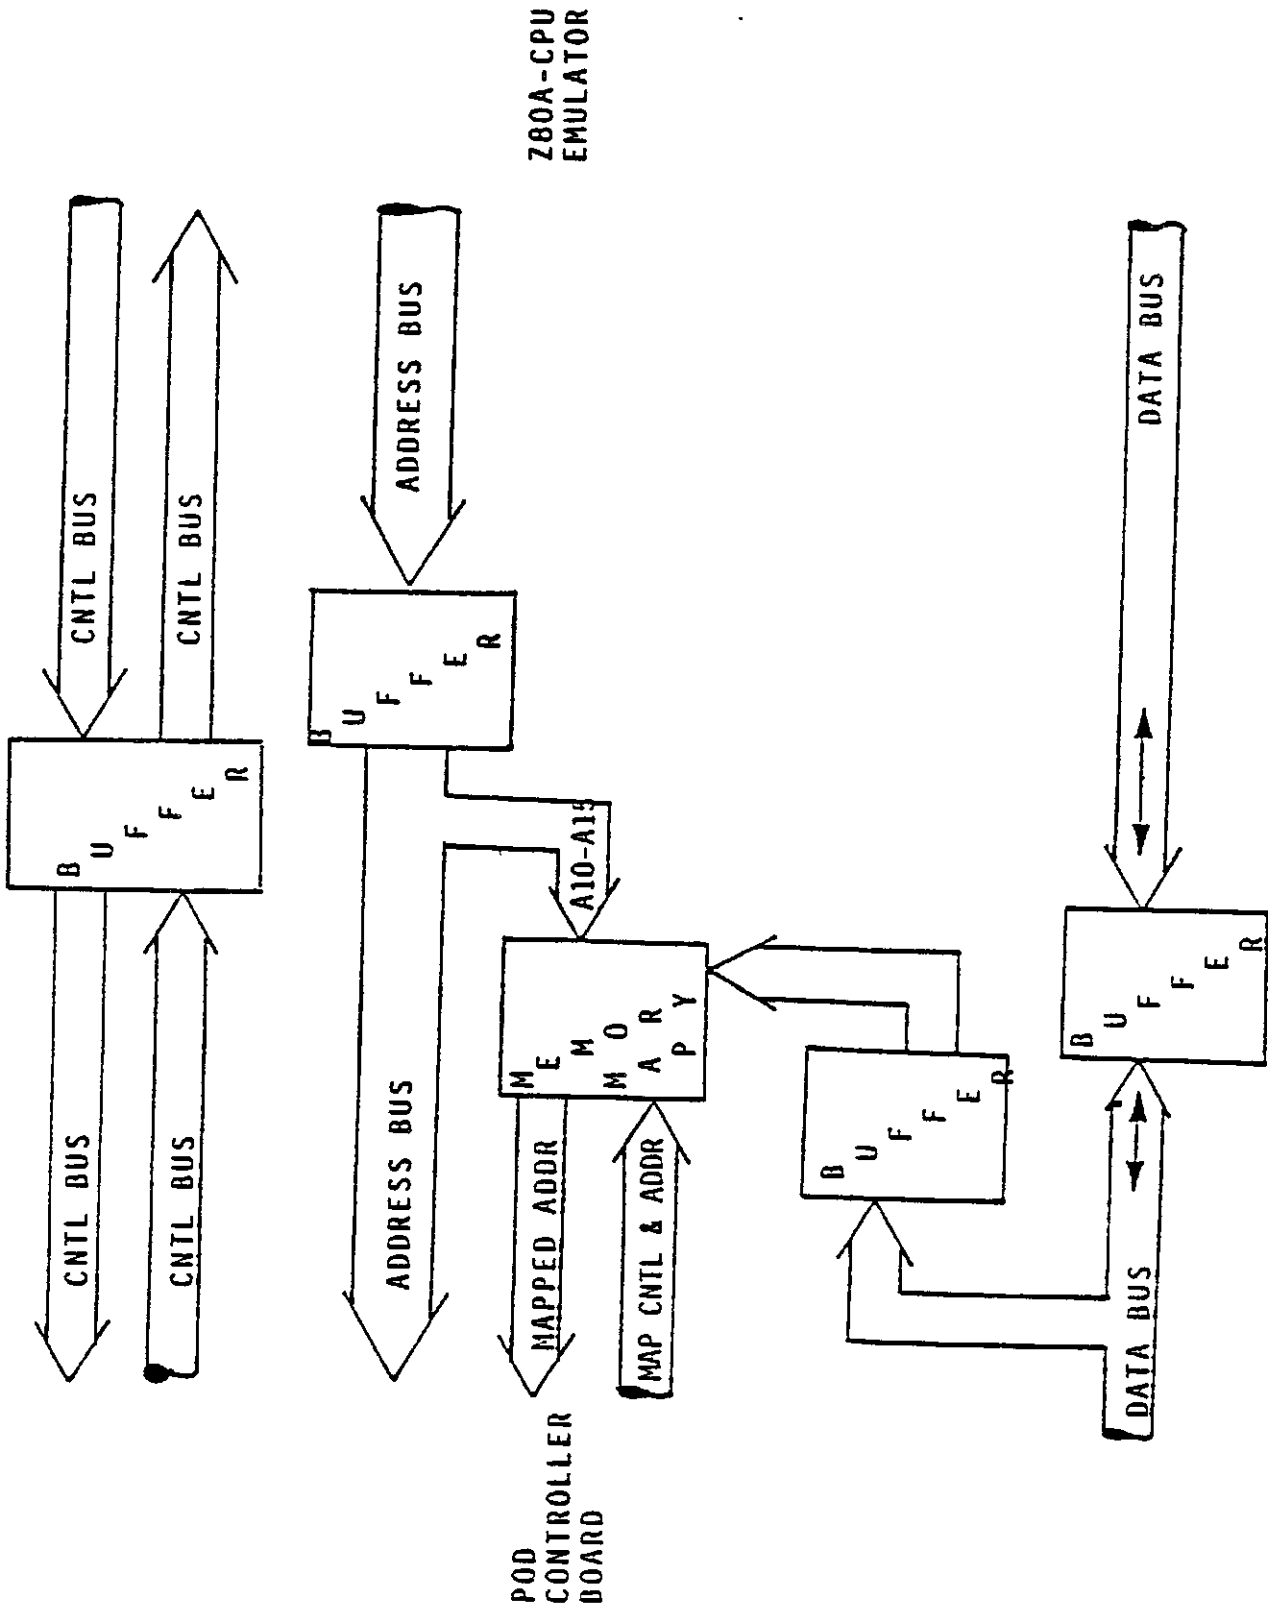 CNTL BUS
BUFFER
CNTL BUS
CNTL BUS
CNTL BUS
ADDRESS BUS
BUFFER
ADDRESS BUS
POD
CONTROLLER
BOARD
MAPPED ADDR
MEMORY
MAP
A10-A15
MAP CNTL & ADDR
Z80A-CPU
EMULATOR
BUFFER
DATA BUS
BUFFER
DATA BUS